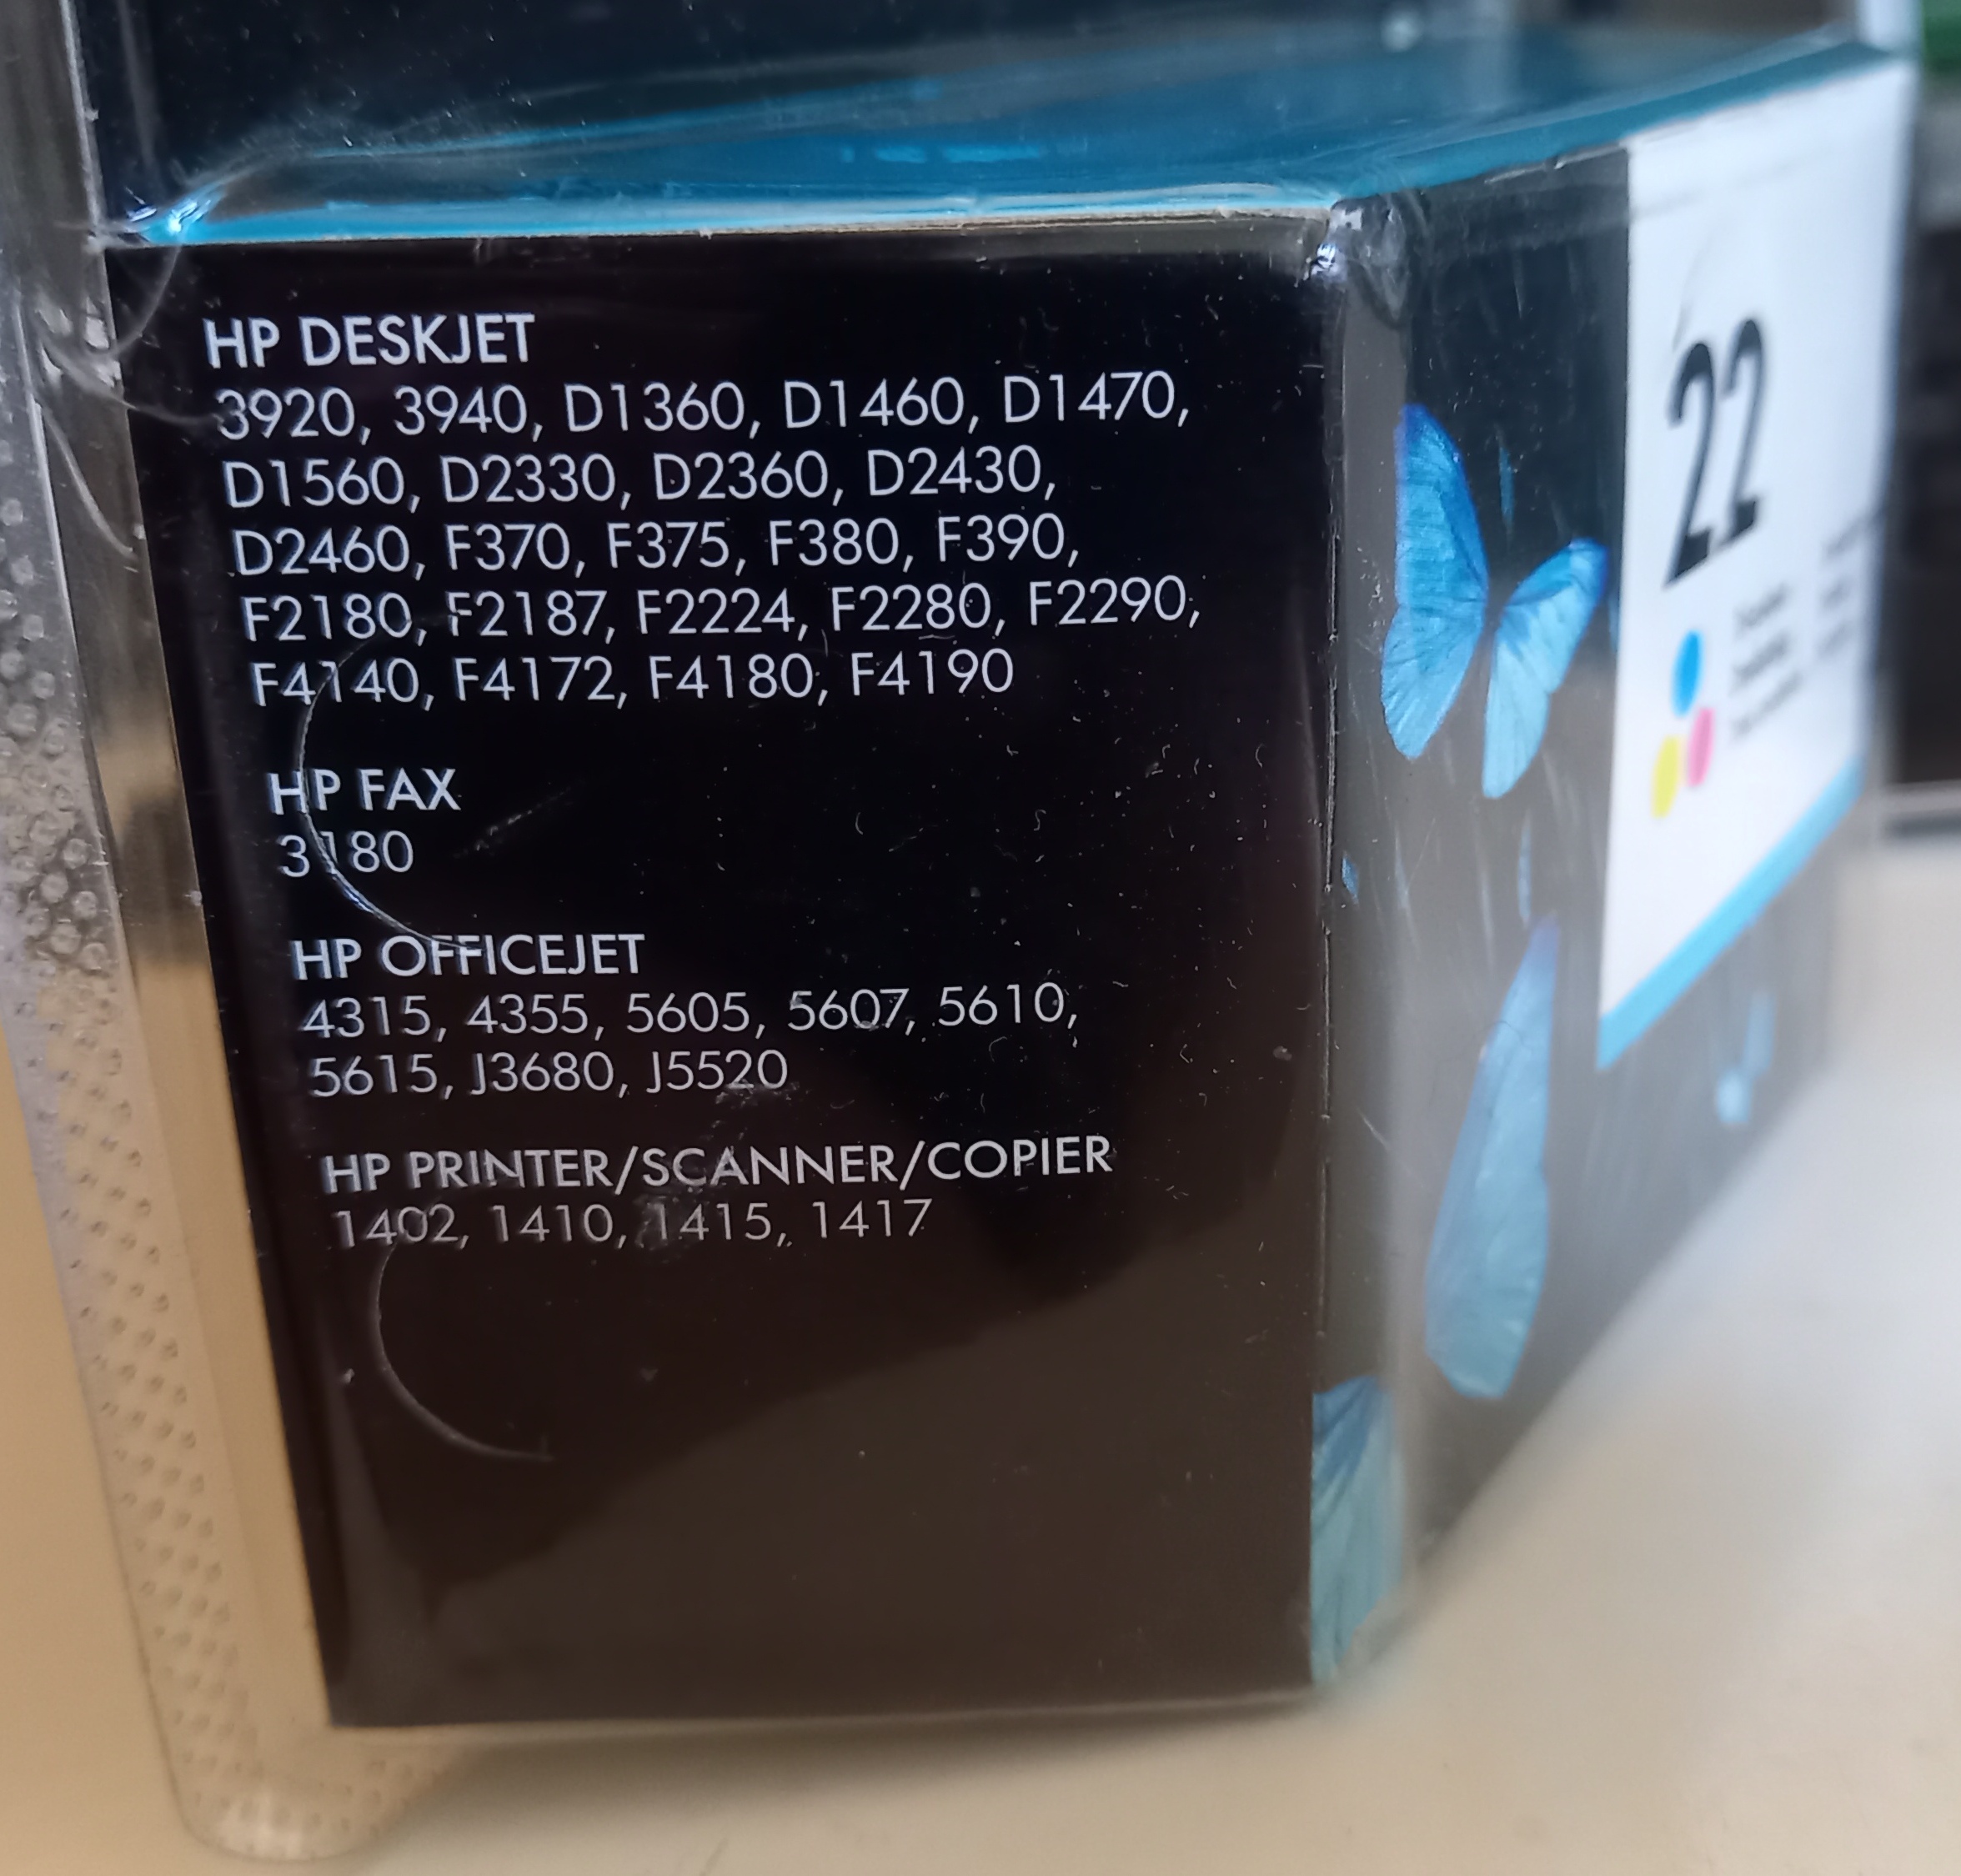 HP DESKJET
3920, 3940, D1360, D1460, D1470,
D1560, D2330, D2360, D2430,
D2460, F370, F375, F380, F390,
F2180, F2187, F2224, F2280, F2290,
F4140, F4172, F4180, F4190
HP FAX
3180
HP OFFICEJET
4315, 4355, 5605, 5607, 5610,
5615, J3680, J5520
HP PRINTER/SCANNER/COPIER
1402, 1410, 1415, 1417
22